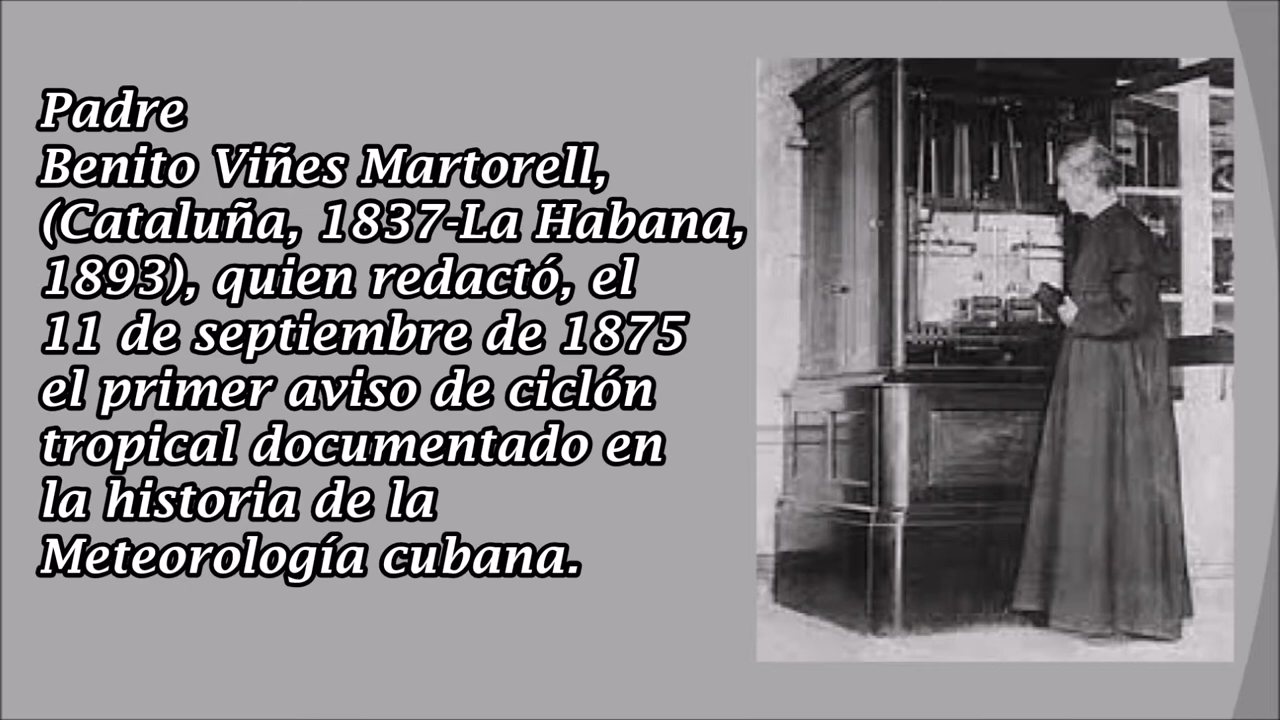 Padre
Benito Viñes Martorell,
(Cataluña, 1837-La Habana,
1893), quien redactó, el
11 de septiembre de 1875
el primer aviso de ciclón
tropical documentado en
la historia de la
Meteorología cubana.